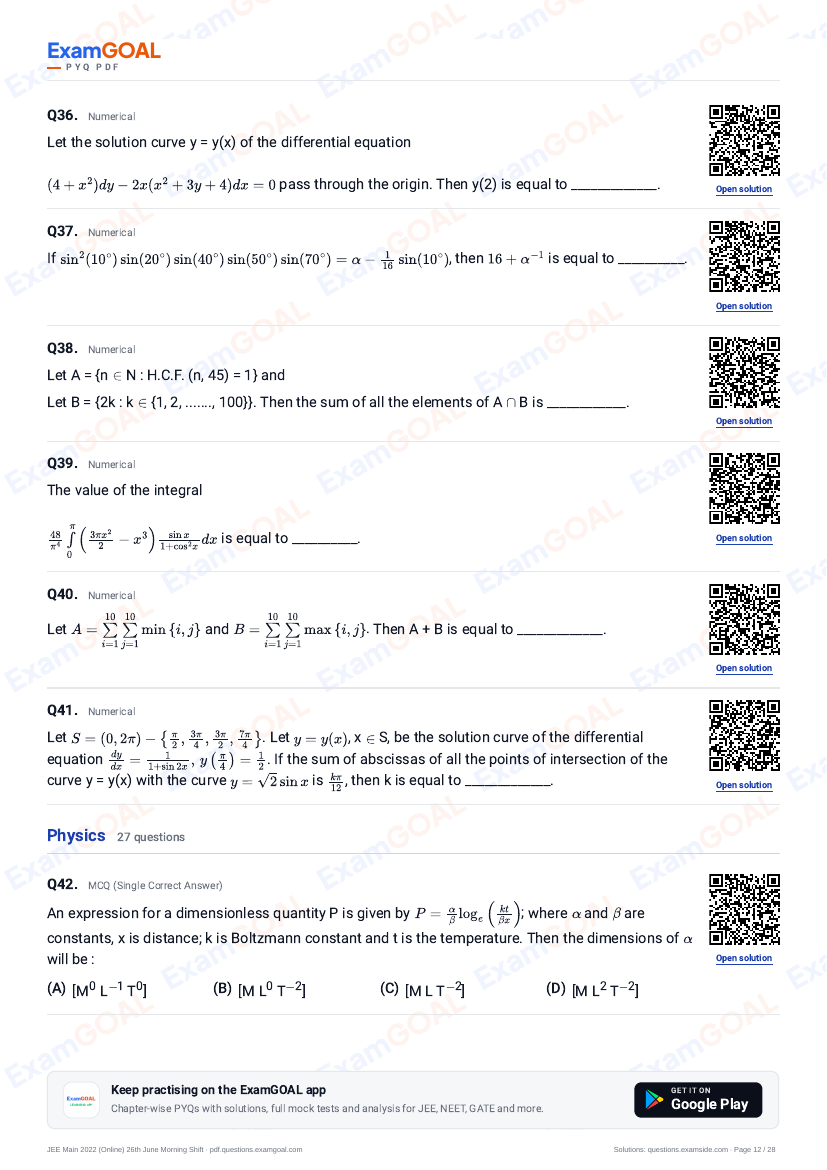 ExamGOAL
PYQ PDF
Q36. Numerical
Let the solution curve y = y(x) of the differential equation
(4 + x²)dy − 2x(x² + 3y + 4)dx = 0 pass through the origin. Then y(2) is equal to _____________.
Open solution
Q37. Numerical
If sin²(10°) sin(20°) sin(40°) sin(50°) sin(70°) = α − 1/16 sin(10°), then 16 + α⁻¹ is equal to __________.
Open solution
Q38. Numerical
Let A = {n ∈ N : H.C.F. (n, 45) = 1} and
Let B = {2k : k ∈ {1, 2, ......., 100}}. Then the sum of all the elements of A ∩ B is ____________.
Open solution
Q39. Numerical
The value of the integral
48/π⁴ ∫₀^π (3πx²/2 − x³) sin x/(1+cos²x) dx is equal to __________.
Open solution
Q40. Numerical
Let A = ∑_{i=1}^{10} ∑_{j=1}^{10} min {i, j} and B = ∑_{i=1}^{10} ∑_{j=1}^{10} max {i, j}. Then A + B is equal to _____________.
Open solution
Q41. Numerical
Let S = (0, 2π) − {π/2, 3π/4, 3π/2, 7π/4}. Let y = y(x), x ∈ S, be the solution curve of the differential
equation dy/dx = 1/(1+sin 2x), y(π/4) = 1/2. If the sum of abscissas of all the points of intersection of the
curve y = y(x) with the curve y = √2 sin x is kπ/12, then k is equal to _____________.
Open solution
Physics 27 questions
Q42. MCQ (Single Correct Answer)
An expression for a dimensionless quantity P is given by P = α/β logₑ (kt/βx); where α and β are
constants, x is distance; k is Boltzmann constant and t is the temperature. Then the dimensions of α
will be :
Open solution
(A) [M⁰ L⁻¹ T⁰] (B) [M L⁰ T⁻²] (C) [M L T⁻²] (D) [M L² T⁻²]
Keep practising on the ExamGOAL app
Chapter-wise PYQs with solutions, full mock tests and analysis for JEE, NEET, GATE and more.
GET IT ON
Google Play
JEE Main 2022 (Online) 26th June Morning Shift · pdf.questions.examgoal.com
Solutions: questions.examside.com · Page 12 / 28